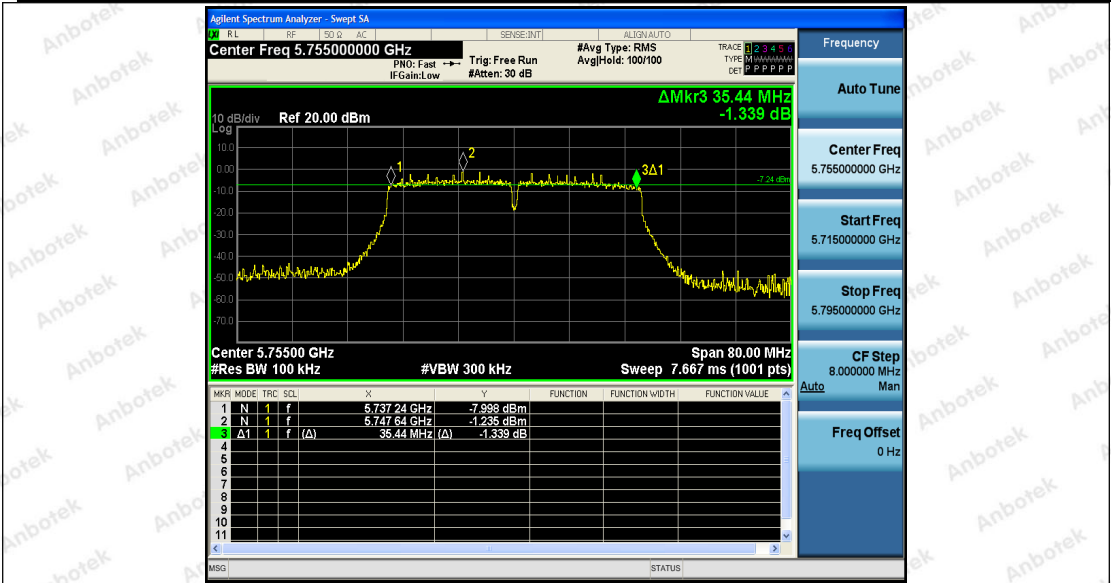 Agilent Spectrum Analyzer - Swept SA
RL RF 50 Ω AC SENSE:INT ALIGNAUTO
Center Freq 5.755000000 GHz
PNO: Fast
IFGain:Low
Trig: Free Run
#Atten: 30 dB
#Avg Type: RMS
Avg|Hold: 100/100
TRACE 1 2 3 4 5 6
TYPE M
DET P P P P P P
ΔMkr3 35.44 MHz
-1.339 dB
10 dB/div Ref 20.00 dBm
Log
10.0
0.00
-10.0
-20.0
-30.0
-40.0
-50.0
-60.0
-70.0
1
2
3Δ1
-7.24 dBm
Center 5.75500 GHz Span 80.00 MHz
#Res BW 100 kHz #VBW 300 kHz Sweep 7.667 ms (1001 pts)
MKR MODE TRC SCL X Y FUNCTION FUNCTION WIDTH FUNCTION VALUE
1 N 1 f 5.737 24 GHz -7.998 dBm
2 N 1 f 5.747 64 GHz -1.235 dBm
3 Δ1 1 f (Δ) 35.44 MHz (Δ) -1.339 dB
4
5
6
7
8
9
10
11
MSG STATUS
Frequency
Auto Tune
Center Freq
5.755000000 GHz
Start Freq
5.715000000 GHz
Stop Freq
5.795000000 GHz
CF Step
8.000000 MHz
Auto Man
Freq Offset
0 Hz
Anbotek